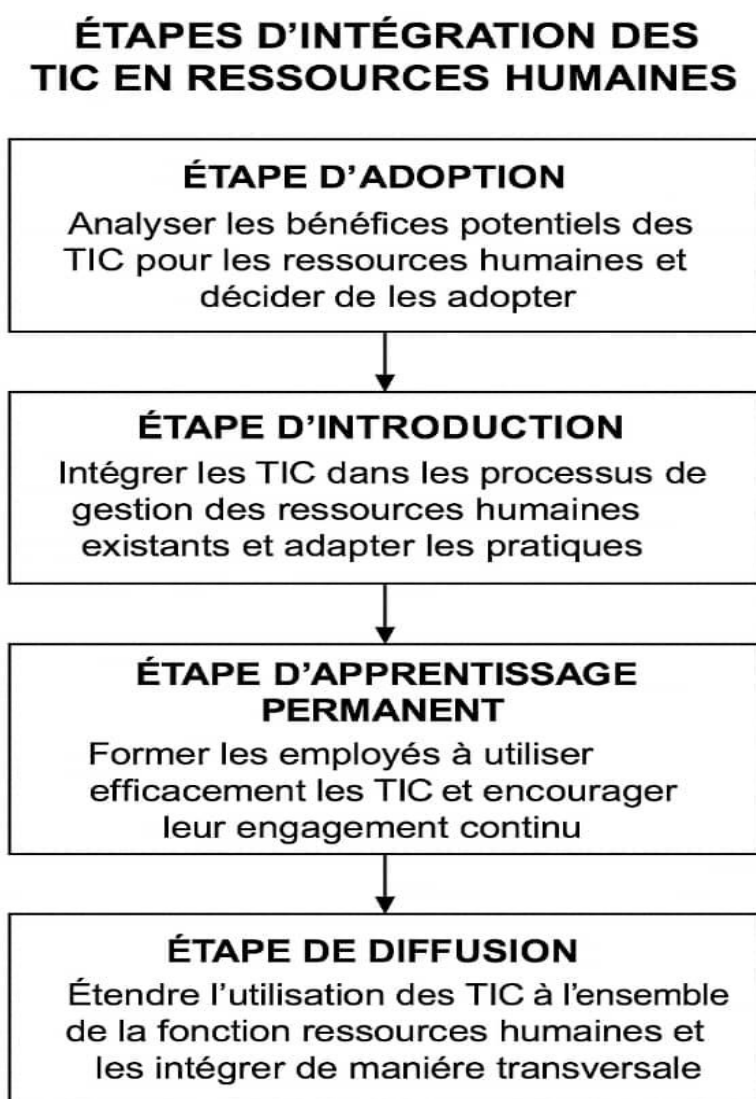 ÉTAPES D’INTÉGRATION DES
TIC EN RESSOURCES HUMAINES
ÉTAPE D’ADOPTION
Analyser les bénéfices potentiels des
TIC pour les ressources humaines et
décider de les adopter
ÉTAPE D’INTRODUCTION
Intégrer les TIC dans les processus de
gestion des ressources humaines
existants et adapter les pratiques
ÉTAPE D’APPRENTISSAGE
PERMANENT
Former les employés à utiliser
efficacement les TIC et encourager
leur engagement continu
ÉTAPE DE DIFFUSION
Étendre l’utilisation des TIC à l’ensemble
de la fonction ressources humaines et
les intégrer de maniére transversale